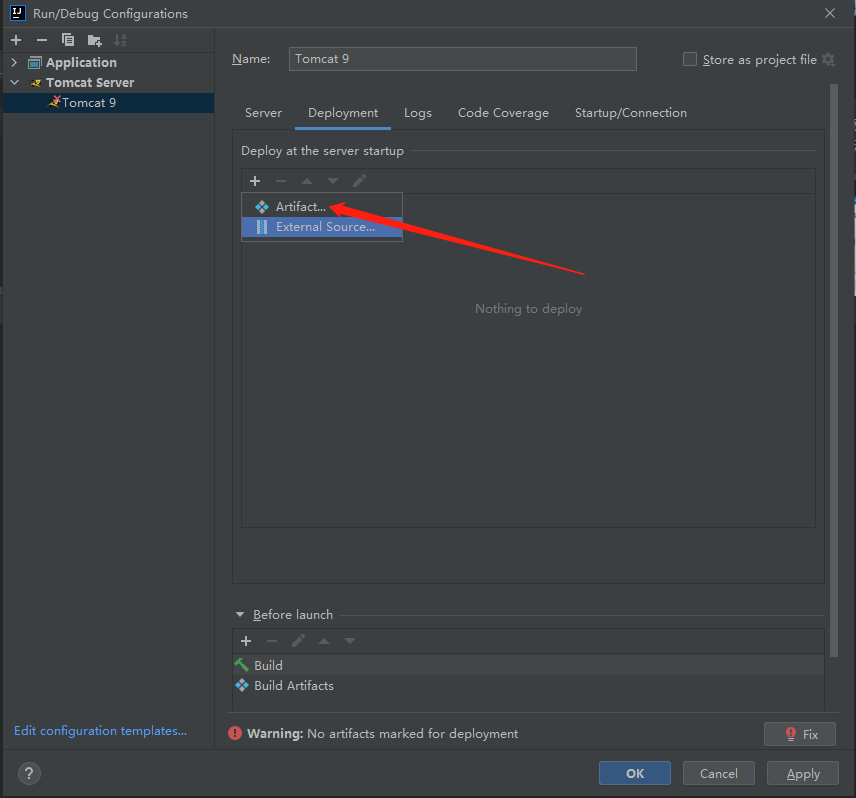 IJ Run/Debug Configurations
Application
Tomcat Server
Tomcat 9
Name: Tomcat 9 Store as project file
Server Deployment Logs Code Coverage Startup/Connection
Deploy at the server startup
Artifact...
External Source...
Nothing to deploy
Before launch
Build
Build Artifacts
Edit configuration templates...
Warning: No artifacts marked for deployment Fix
? OK Cancel Apply